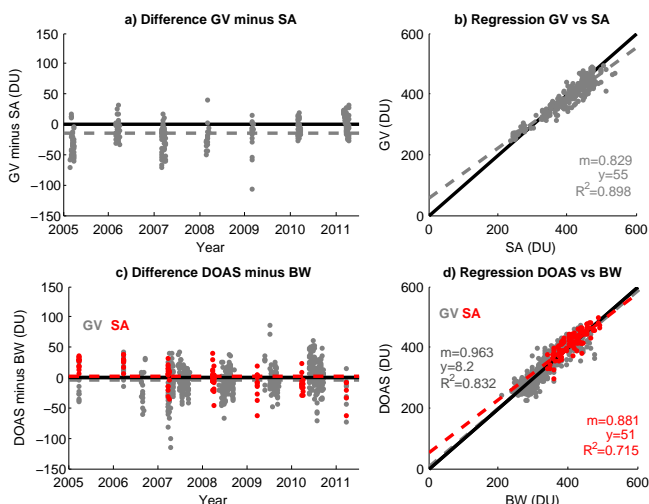 a) Difference GV minus SA
GV minus SA (DU)
150
100
50
0
−50
−100
−150
2005 2006 2007 2008 2009 2010 2011
Year
b) Regression GV vs SA
GV (DU)
600
400
200
0
m=0.829
y=55
R²=0.898
0 200 400 600
SA (DU)
c) Difference DOAS minus BW
DOAS minus BW (DU)
150
100
50
0
−50
−100
−150
GV SA
2005 2006 2007 2008 2009 2010 2011
Year
d) Regression DOAS vs BW
DOAS (DU)
600
400
200
0
GV SA
m=0.963
y=8.2
R²=0.832
m=0.881
y=51
R²=0.715
0 200 400 600
BW (DU)